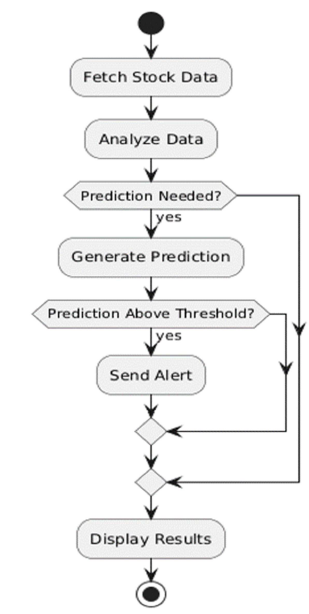 Fetch Stock Data
Analyze Data
Prediction Needed?
yes
Generate Prediction
Prediction Above Threshold?
yes
Send Alert
Display Results